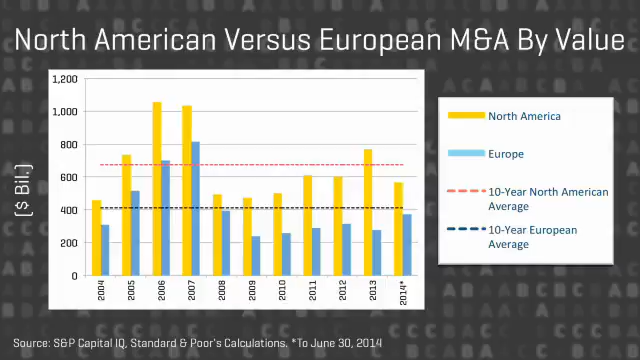 North American Versus European M&A By Value
($ Bil.)
1,200
1,000
800
600
400
200
0
2004 2005 2006 2007 2008 2009 2010 2011 2012 2013 2014*
North America
Europe
10-Year North American
Average
10-Year European
Average
Source: S&P Capital IQ, Standard & Poor's Calculations. *To June 30, 2014